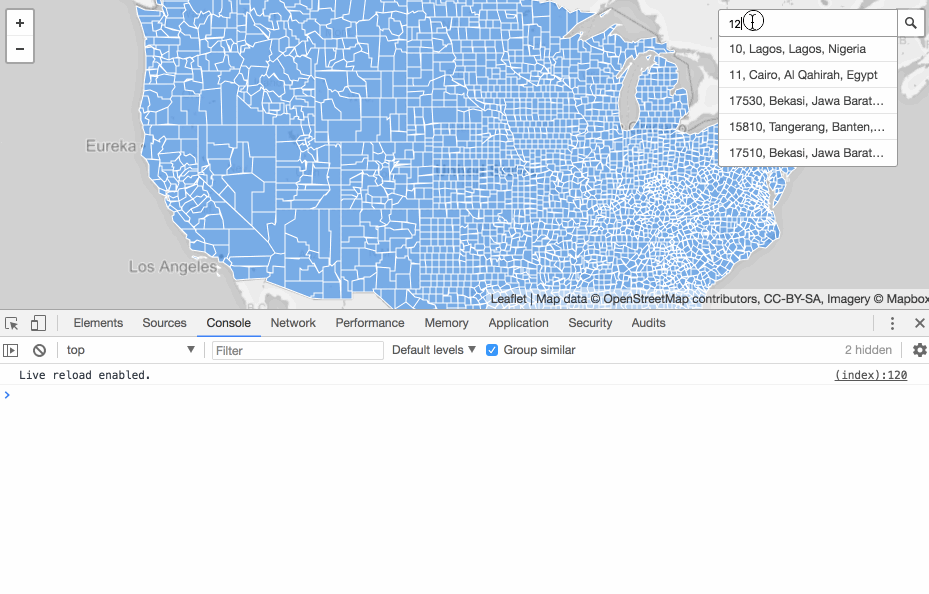 +
−
12
10, Lagos, Lagos, Nigeria
11, Cairo, Al Qahirah, Egypt
17530, Bekasi, Jawa Barat...
15810, Tangerang, Banten,...
17510, Bekasi, Jawa Barat...
Eureka
Los Angeles
Leaflet | Map data © OpenStreetMap contributors, CC-BY-SA, Imagery © Mapbox
Elements Sources Console Network Performance Memory Application Security Audits
top Filter Default levels Group similar 2 hidden
Live reload enabled. (index):120